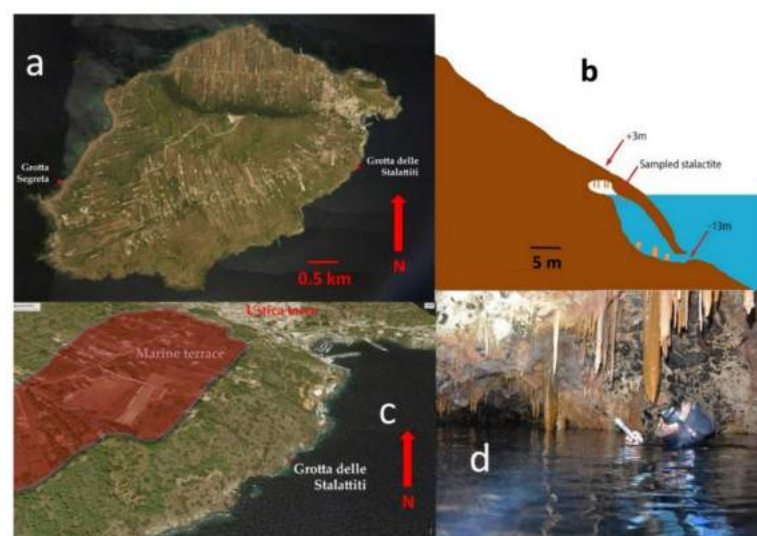 a
Grotta
Segreta
Grotta delle
Stalattiti
0.5 km
N
b
+3m
Sampled stalactite
-13m
5 m
Marine terrace
c
Grotta delle
Stalattiti
N
d